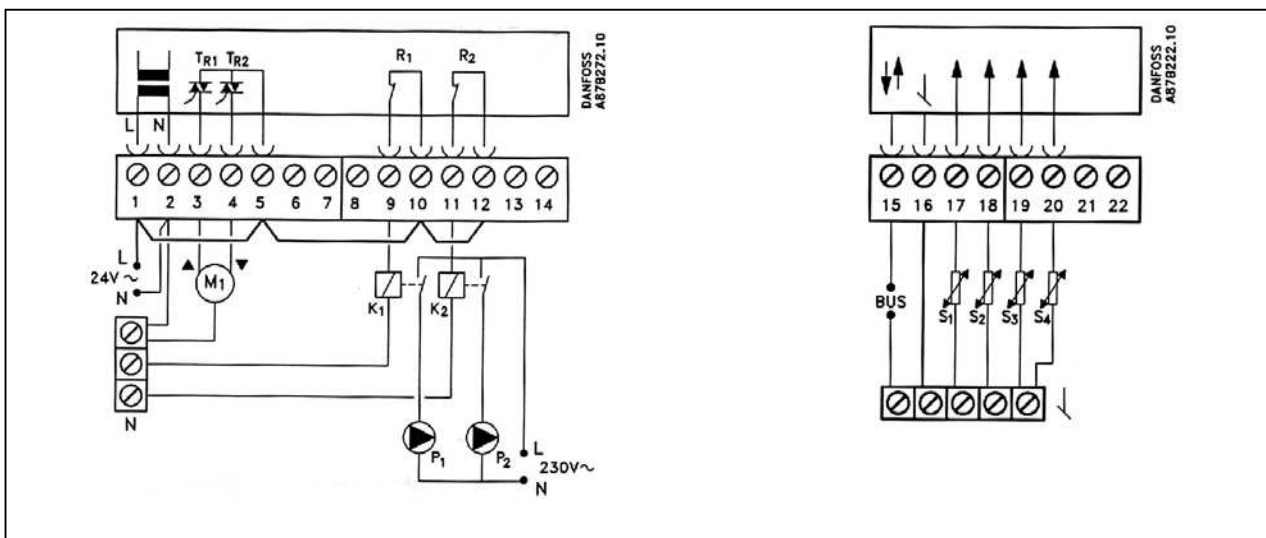 TR1 TR2
R1
R2
L N
DANFOSS
A87B272.10
1 2 3 4 5 6 7 8 9 10 11 12 13 14
L
24V~
N
M1
K1
K2
N
P1
P2
L
230V~
N
DANFOSS
A87B222.10
15 16 17 18 19 20 21 22
BUS
S1 S2 S3 S4